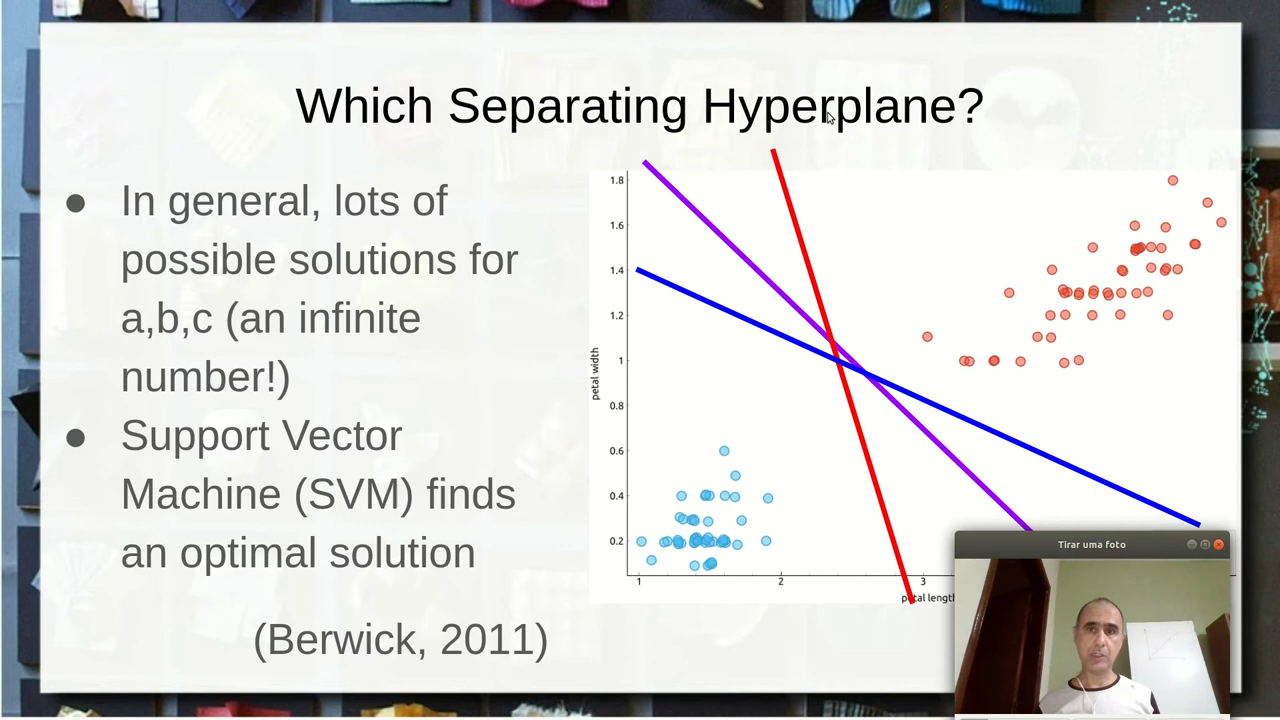 Which Separating Hyperplane?
● In general, lots of
possible solutions for
a,b,c (an infinite
number!)
● Support Vector
Machine (SVM) finds
an optimal solution
(Berwick, 2011)
1.8
1.6
1.4
1.2
1
0.8
0.6
0.4
0.2
petal width
1
2
3
petal length
Tirar uma foto